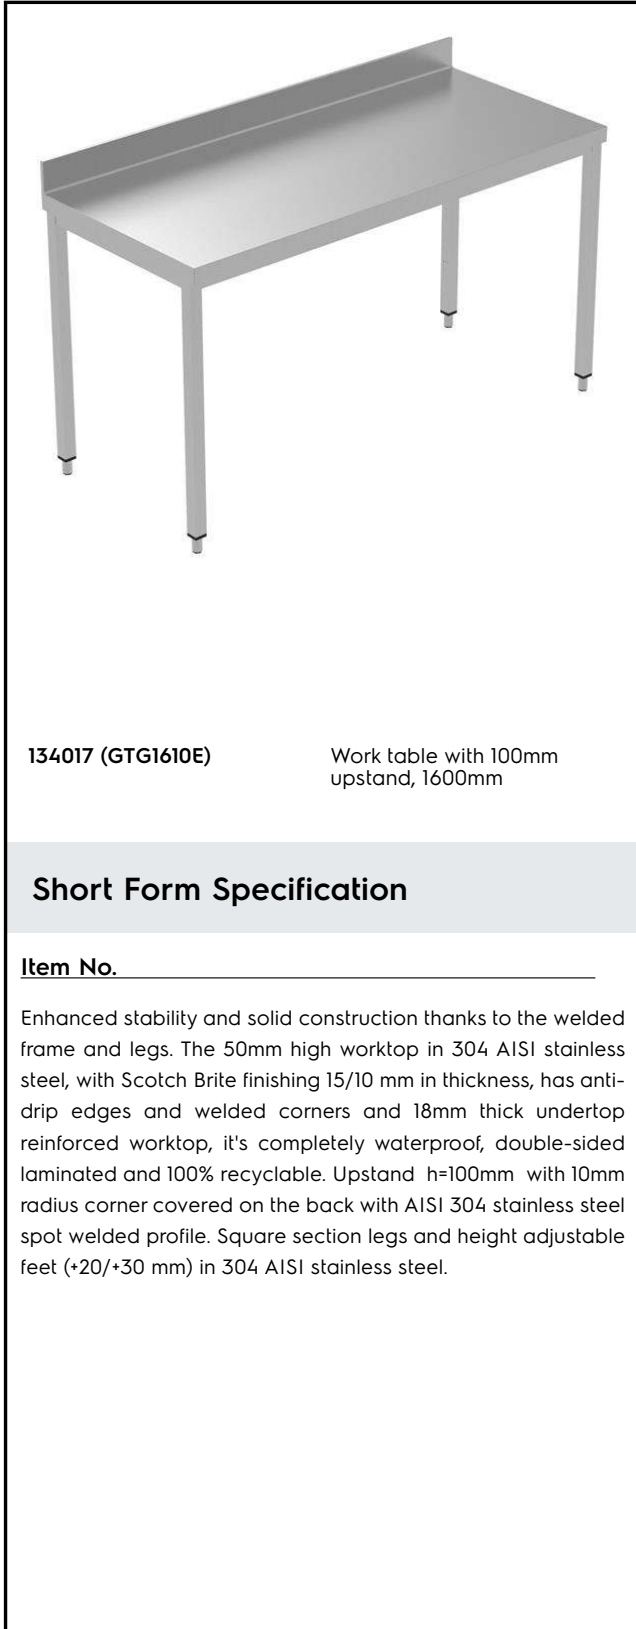 134017 (GTG1610E)
Work table with 100mm
upstand, 1600mm
Short Form Specification
Item No.
Enhanced stability and solid construction thanks to the welded
frame and legs. The 50mm high worktop in 304 AISI stainless
steel, with Scotch Brite finishing 15/10 mm in thickness, has anti-
drip edges and welded corners and 18mm thick undertop
reinforced worktop, it's completely waterproof, double-sided
laminated and 100% recyclable. Upstand h=100mm with 10mm
radius corner covered on the back with AISI 304 stainless steel
spot welded profile. Square section legs and height adjustable
feet (+20/+30 mm) in 304 AISI stainless steel.